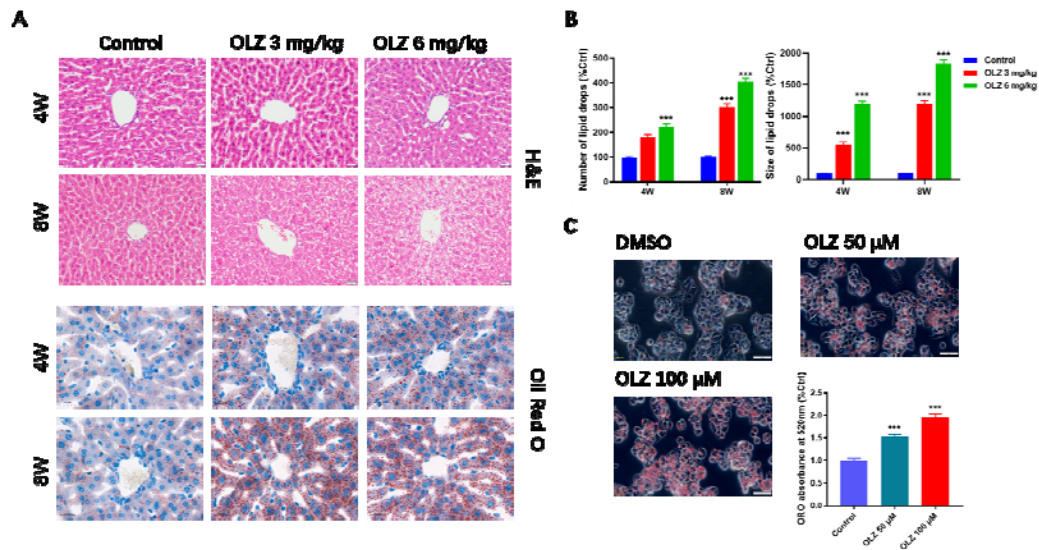 A
Control OLZ 3 mg/kg OLZ 6 mg/kg
4W
8W
H&E
4W
8W
Oil Red O
B
Number of lipid drops (%Ctrl)
500
400
300
200
100
***
***
***
4W 8W
Size of lipid drops (%Ctrl)
2000
1500
1000
500
0
***
***
***
***
4W 8W
Control
OLZ 3 mg/kg
OLZ 6 mg/kg
C
DMSO OLZ 50 μM
OLZ 100 μM
ORO absorbance at 520nm (%Ctrl)
2.5
2.0
1.5
1.0
0.5
0.0
***
***
Control
OLZ 50 μM
OLZ 100 μM